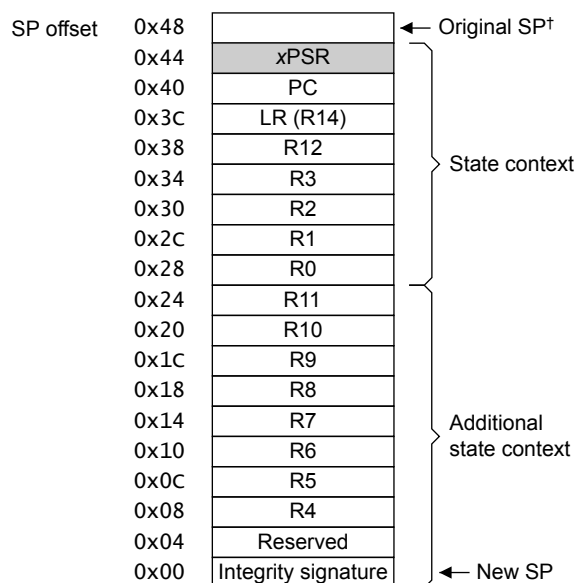 SP offset 0x48 Original SP†
0x44 xPSR
0x40 PC
0x3C LR (R14)
0x38 R12
State context
0x34 R3
0x30 R2
0x2C R1
0x28 R0
0x24 R11
0x20 R10
0x1C R9
0x18 R8
0x14 R7
Additional
0x10 R6
state context
0x0C R5
0x08 R4
0x04 Reserved
0x00 Integrity signature New SP